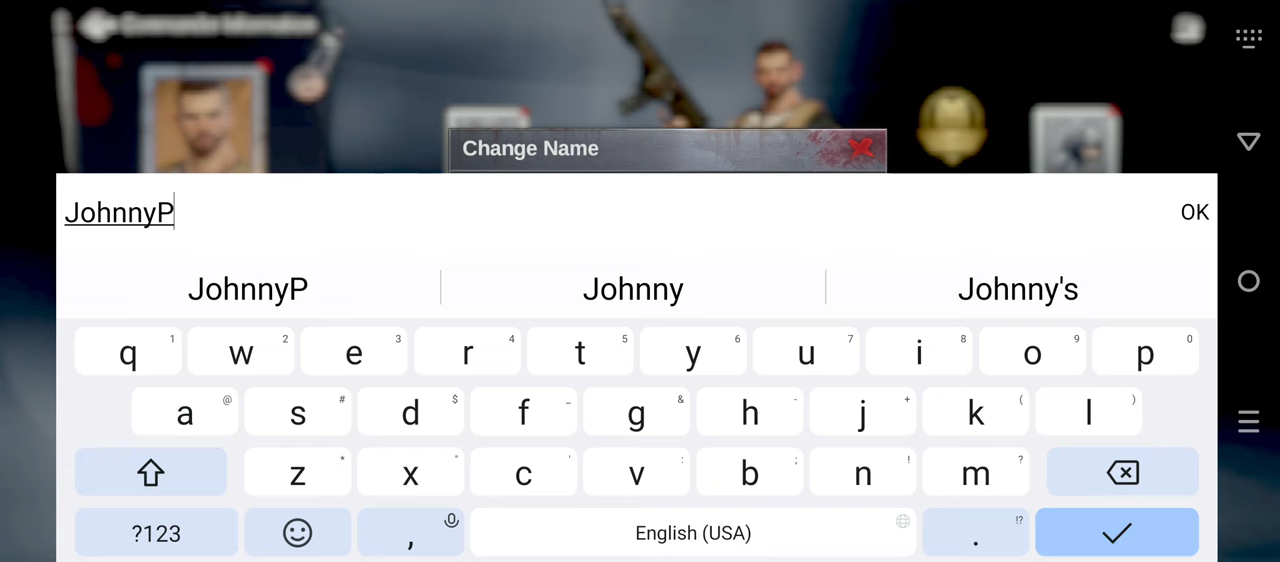 Change Name
JohnnyP
OK
JohnnyP Johnny Johnny's
q 1 w 2 e 3 r 4 t 5 y 6 u 7 i 8 o 9 p 0
a @ s # d $ f _ g & h - j + k ( l )
z * x " c ' v : b ; n ! m ?
?123 , English (USA) . !?